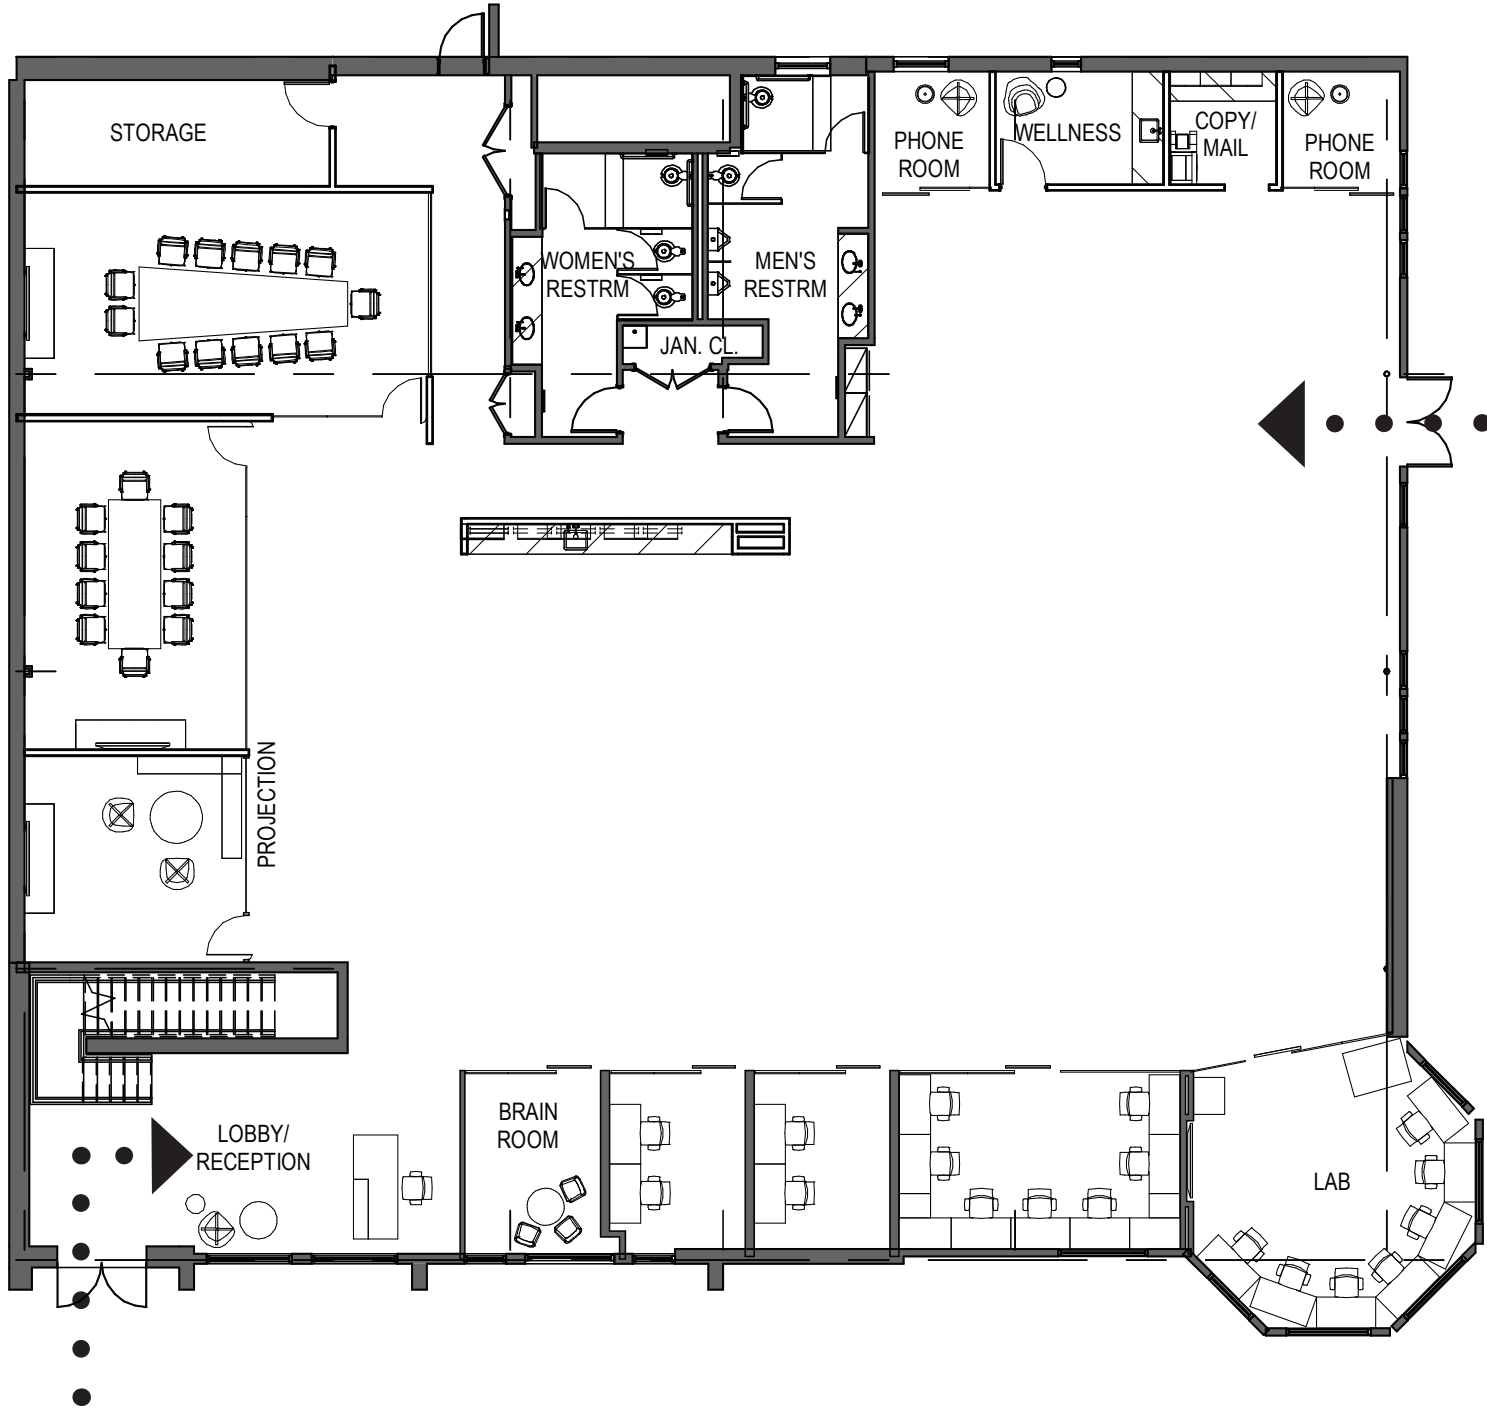 STORAGE
PHONE
ROOM
WELLNESS
COPY/
MAIL
PHONE
ROOM
WOMEN'S
RESTRM
MEN'S
RESTRM
JAN. CL.
PROJECTION
LOBBY/
RECEPTION
BRAIN
ROOM
LAB